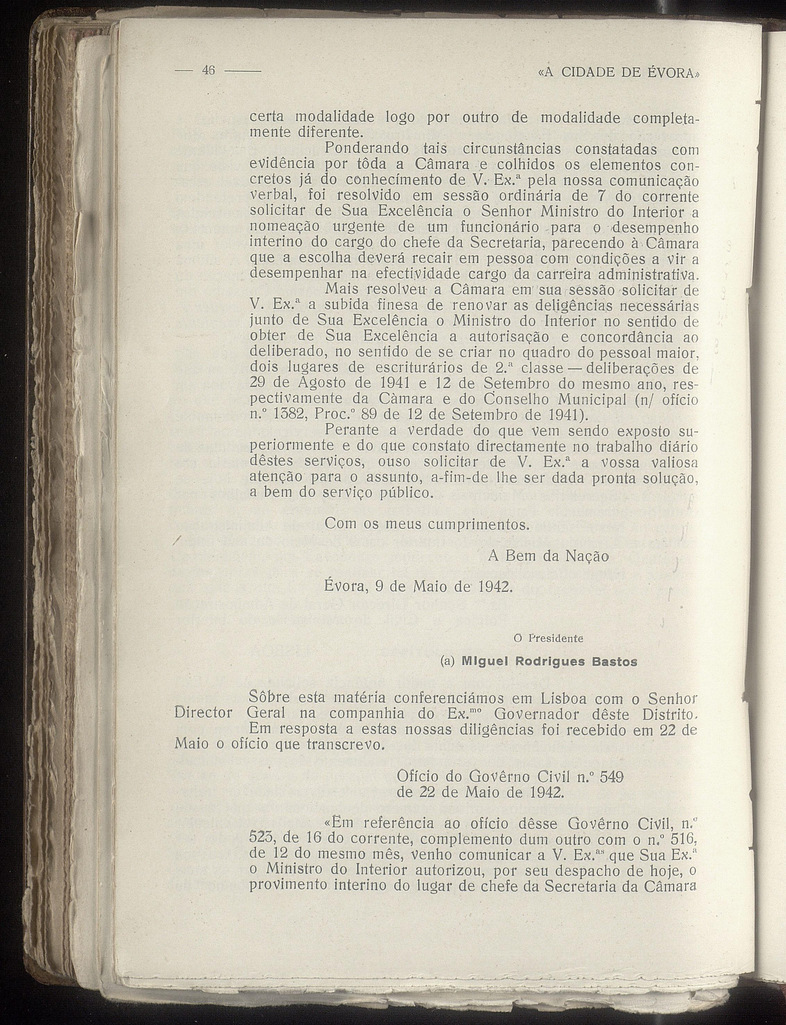 — 46 —— «A CIDADE DE ÉVORA»
certa modalidade logo por outro de modalidade completa-
mente diferente.
Ponderando tais circunstâncias constatadas com
evidência por tôda a Câmara e colhidos os elementos con-
cretos já do conhecimento de V. Ex.ª pela nossa comunicação
verbal, foi resolvido em sessão ordinária de 7 do corrente
solicitar de Sua Excelência o Senhor Ministro do Interior a
nomeação urgente de um funcionário para o desempenho
interino do cargo do chefe da Secretaria, parecendo à Câmara
que a escolha deverá recair em pessoa com condições a vir a
desempenhar na efectividade cargo da carreira administrativa.
Mais resolveu a Câmara em sua sessão solicitar de
V. Ex.ª a subida finesa de renovar as deligências necessárias
junto de Sua Excelência o Ministro do Interior no sentido de
obter de Sua Excelência a autorisação e concordância ao
deliberado, no sentido de se criar no quadro do pessoal maior,
dois lugares de escriturários de 2.ª classe — deliberações de
29 de Agosto de 1941 e 12 de Setembro do mesmo ano, res-
pectivamente da Câmara e do Conselho Municipal (n/ ofício
n.º 1382, Proc.º 89 de 12 de Setembro de 1941).
Perante a verdade do que vem sendo exposto su-
periormente e do que constato directamente no trabalho diário
dêstes serviços, ouso solicitar de V. Ex.ª a vossa valiosa
atenção para o assunto, a-fim-de lhe ser dada pronta solução,
a bem do serviço público.
Com os meus cumprimentos.
A Bem da Nação
Évora, 9 de Maio de 1942.
O Presidente
(a) Miguel Rodrigues Bastos
Sôbre esta matéria conferenciámos em Lisboa com o Senhor
Director Geral na companhia do Ex.mo Governador dêste Distrito.
Em resposta a estas nossas diligências foi recebido em 22 de
Maio o ofício que transcrevo.
Ofício do Govêrno Civil n.º 549
de 22 de Maio de 1942.
«Em referência ao ofício dêsse Govêrno Civil, n.º
523, de 16 do corrente, complemento dum outro com o n.º 516,
de 12 do mesmo mês, venho comunicar a V. Ex.as que Sua Ex.ª
o Ministro do Interior autorizou, por seu despacho de hoje, o
provimento interino do lugar de chefe da Secretaria da Câmara